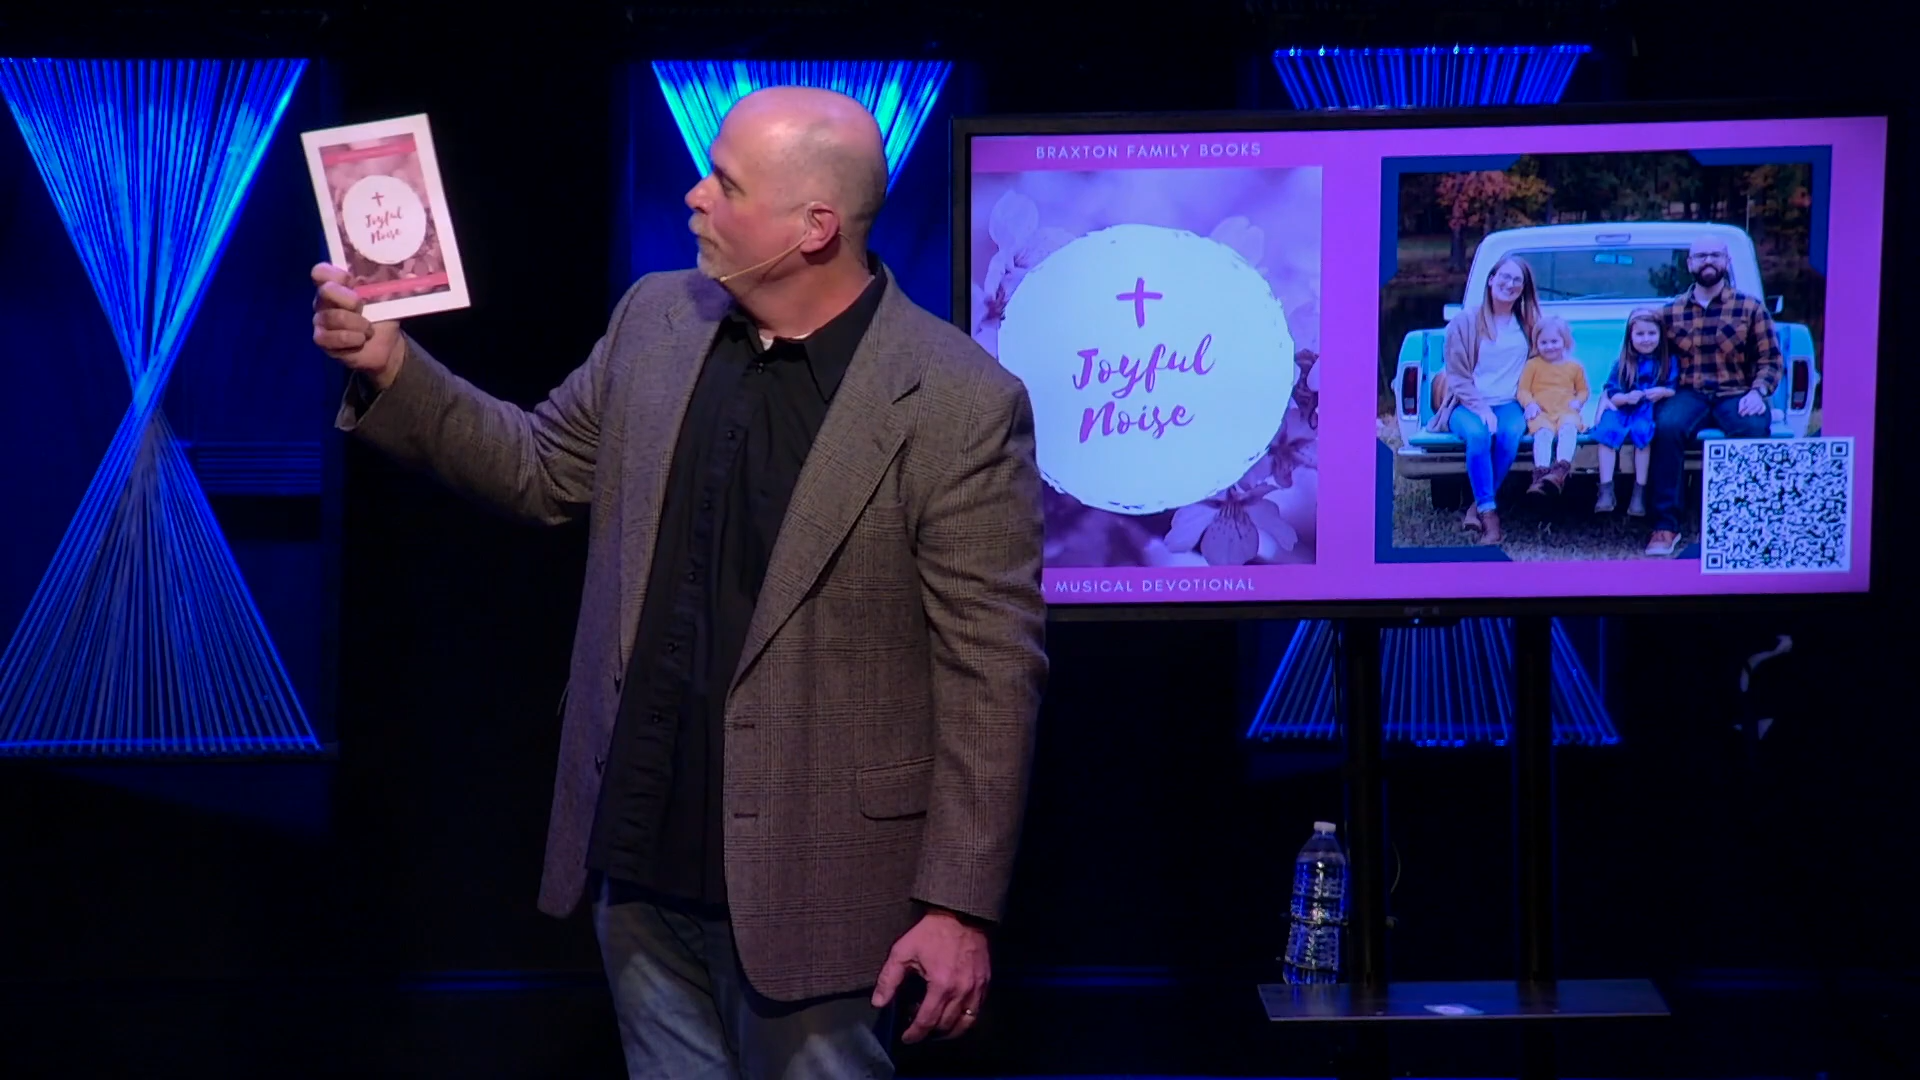 Joyful
Noise
BRAXTON FAMILY BOOKS
Joyful
Noise
A MUSICAL DEVOTIONAL